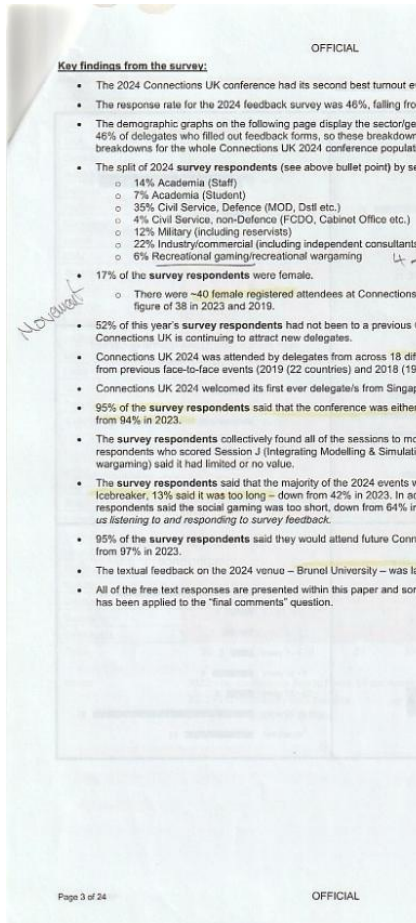 OFFICIAL
Key findings from the survey:
• The 2024 Connections UK conference had its second best turnout
• The response rate for the 2024 feedback survey was 46%, falling
• The demographic graphs on the following page display the
46% of delegates who filled out feedback forms, so these
breakdowns for the whole Connections UK 2024 conference
• The split of 2024 survey respondents (see above bullet point) by
o 14% Academia (Staff)
o 7% Academia (Student)
o 35% Civil Service, Defence (MOD, Dstl etc.)
o 4% Civil Service, non-Defence (FCDO, Cabinet Office etc.)
o 12% Military (including reservists)
o 22% Industry/commercial (including independent consultants
o 6% Recreational gaming/recreational wargaming
4
• 17% of the survey respondents were female.
Movement
o There were ~40 female registered attendees at Connections
figure of 38 in 2023 and 2019.
• 52% of this year's survey respondents had not been to a previous
Connections UK is continuing to attract new delegates.
• Connections UK 2024 was attended by delegates from across 18
from previous face-to-face events (2019 (22 countries) and 2018 (19
• Connections UK 2024 welcomed its first ever delegate/s from
• 95% of the survey respondents said that the conference was
from 94% in 2023.
• The survey respondents collectively found all of the sessions to
respondents who scored Session J (Integrating Modelling &
wargaming) said it had limited or no value.
• The survey respondents said that the majority of the 2024 events
Icebreaker, 13% said it was too long – down from 42% in 2023. In
respondents said the social gaming was too short, down from 64%
us listening to and responding to survey feedback.
• 95% of the survey respondents said they would attend future
from 97% in 2023.
• The textual feedback on the 2024 venue – Brunel University – was
• All of the free text responses are presented within this paper and
has been applied to the "final comments" question.
Page 3 of 24
OFFICIAL